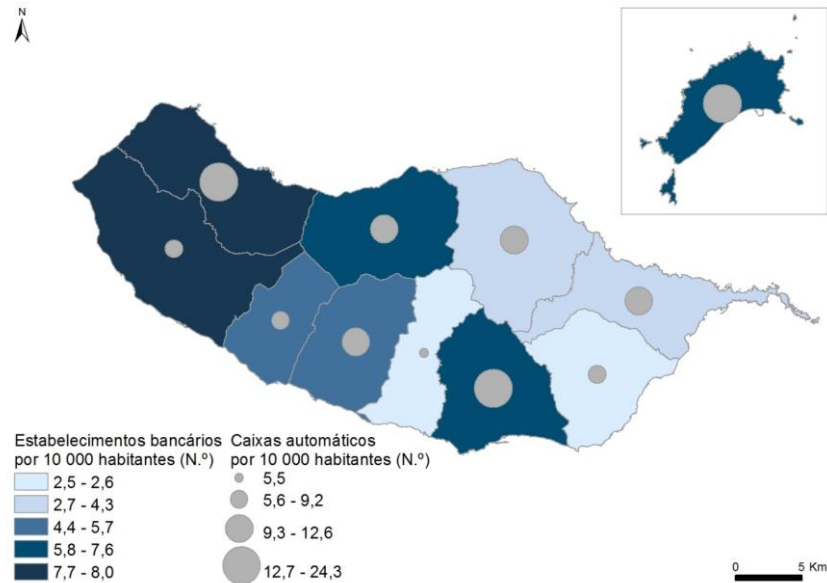 N
Estabelecimentos bancários
por 10 000 habitantes (N.º)
2,5 - 2,6
2,7 - 4,3
4,4 - 5,7
5,8 - 7,6
7,7 - 8,0
Caixas automáticos
por 10 000 habitantes (N.º)
5,5
5,6 - 9,2
9,3 - 12,6
12,7 - 24,3
0 5 Km